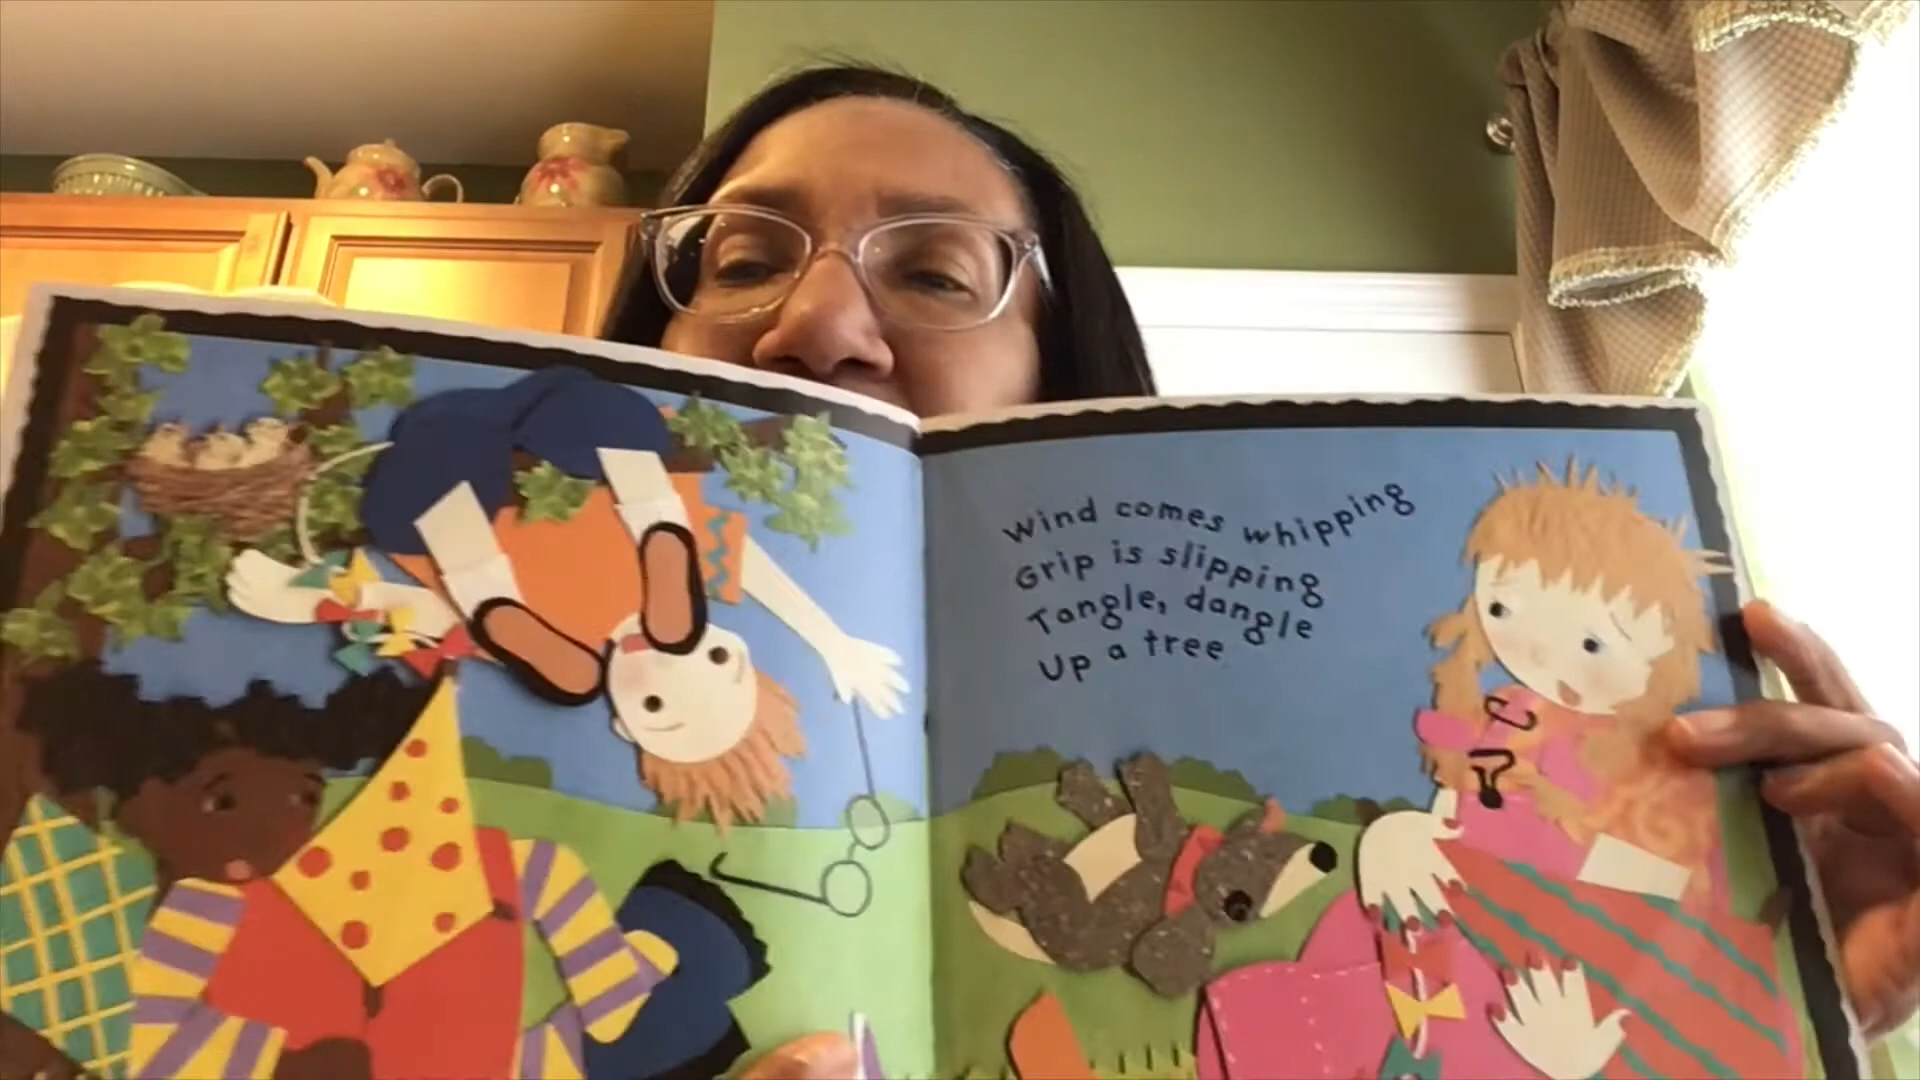 Wind comes whipping
Grip is slipping
Tangle, dangle
Up a tree